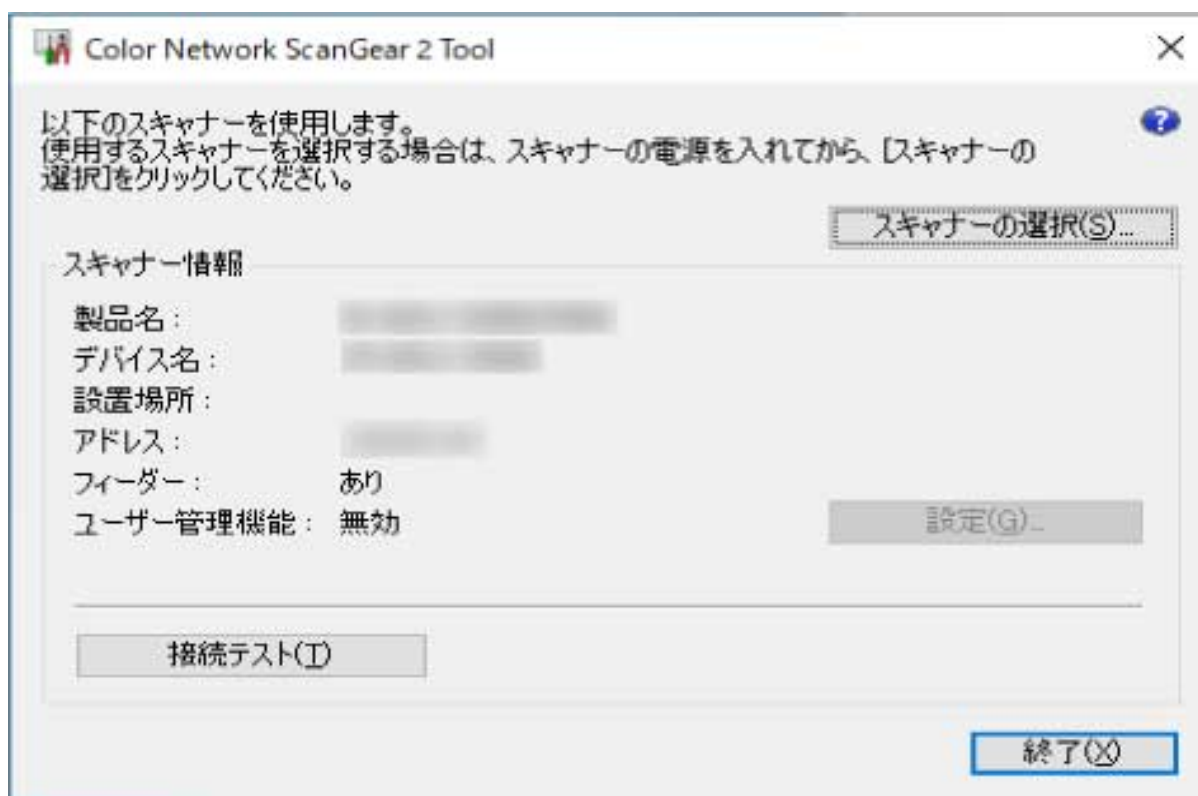 Color Network ScanGear 2 Tool
以下のスキャナーを使用します。
使用するスキャナーを選択する場合は、スキャナーの電源を入れてから、[スキャナーの
選択]をクリックしてください。
スキャナーの選択(S)...
スキャナー情報
製品名：
デバイス名：
設置場所：
アドレス：
フィーダー： あり
ユーザー管理機能： 無効
設定(G)...
接続テスト(T)
終了(X)